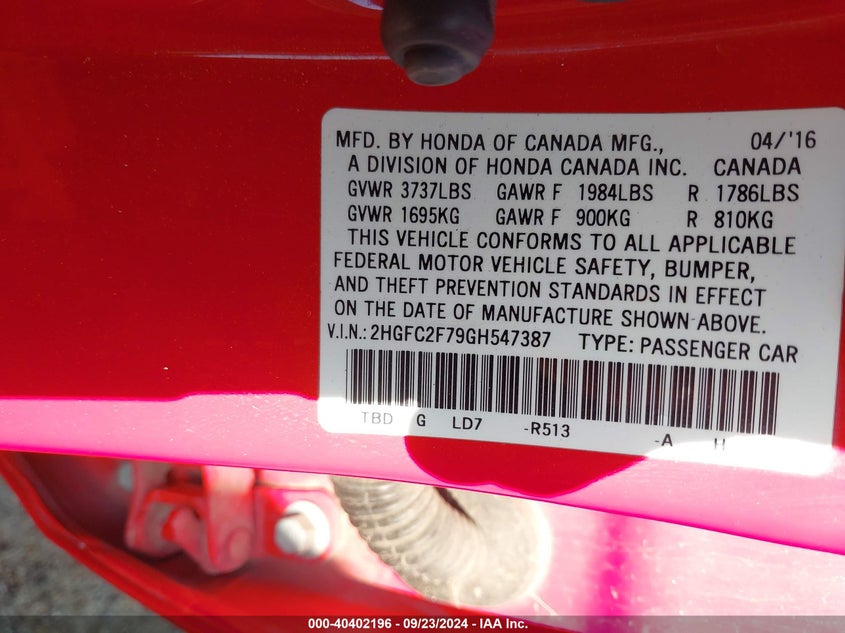 MFD. BY HONDA OF CANADA MFG., 04/'16
A DIVISION OF HONDA CANADA INC. CANADA
GVWR 3737LBS GAWR F 1984LBS R 1786LBS
GVWR 1695KG GAWR F 900KG R 810KG
THIS VEHICLE CONFORMS TO ALL APPLICABLE
FEDERAL MOTOR VEHICLE SAFETY, BUMPER,
AND THEFT PREVENTION STANDARDS IN EFFECT
ON THE DATE OF MANUFACTURE SHOWN ABOVE.
V.I.N.: 2HGFC2F79GH547387 TYPE: PASSENGER CAR
TBD G LD7 -R513 -A H
000-40402196 - 09/23/2024 - IAA Inc.